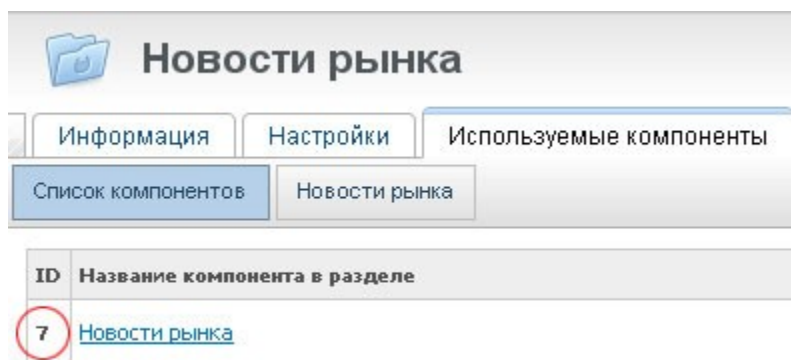 Новости рынка
Информация Настройки Используемые компоненты
Список компонентов Новости рынка
ID Название компонента в разделе
7 Новости рынка